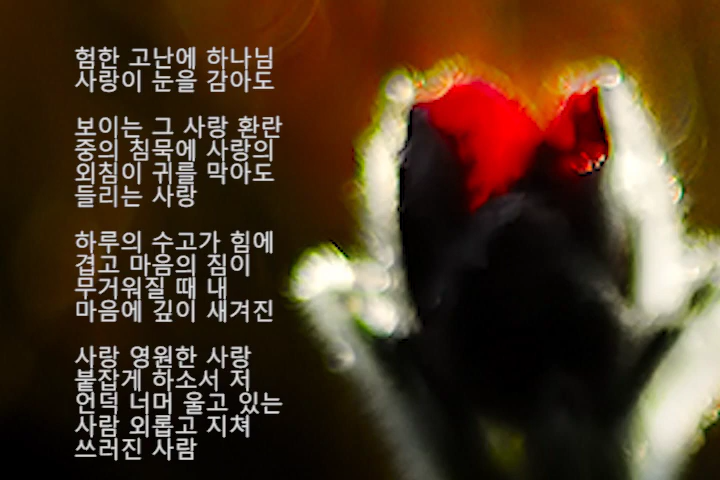 험한 고난에 하나님
사랑이 눈을 감아도
보이는 그 사랑 환란
중의 침묵에 사랑의
외침이 귀를 막아도
들리는 사랑
하루의 수고가 힘에
겹고 마음의 짐이
무거워질 때 내
마음에 깊이 새겨진
사랑 영원한 사랑
붙잡게 하소서 저
언덕 너머 울고 있는
사람 외롭고 지쳐
쓰러진 사람